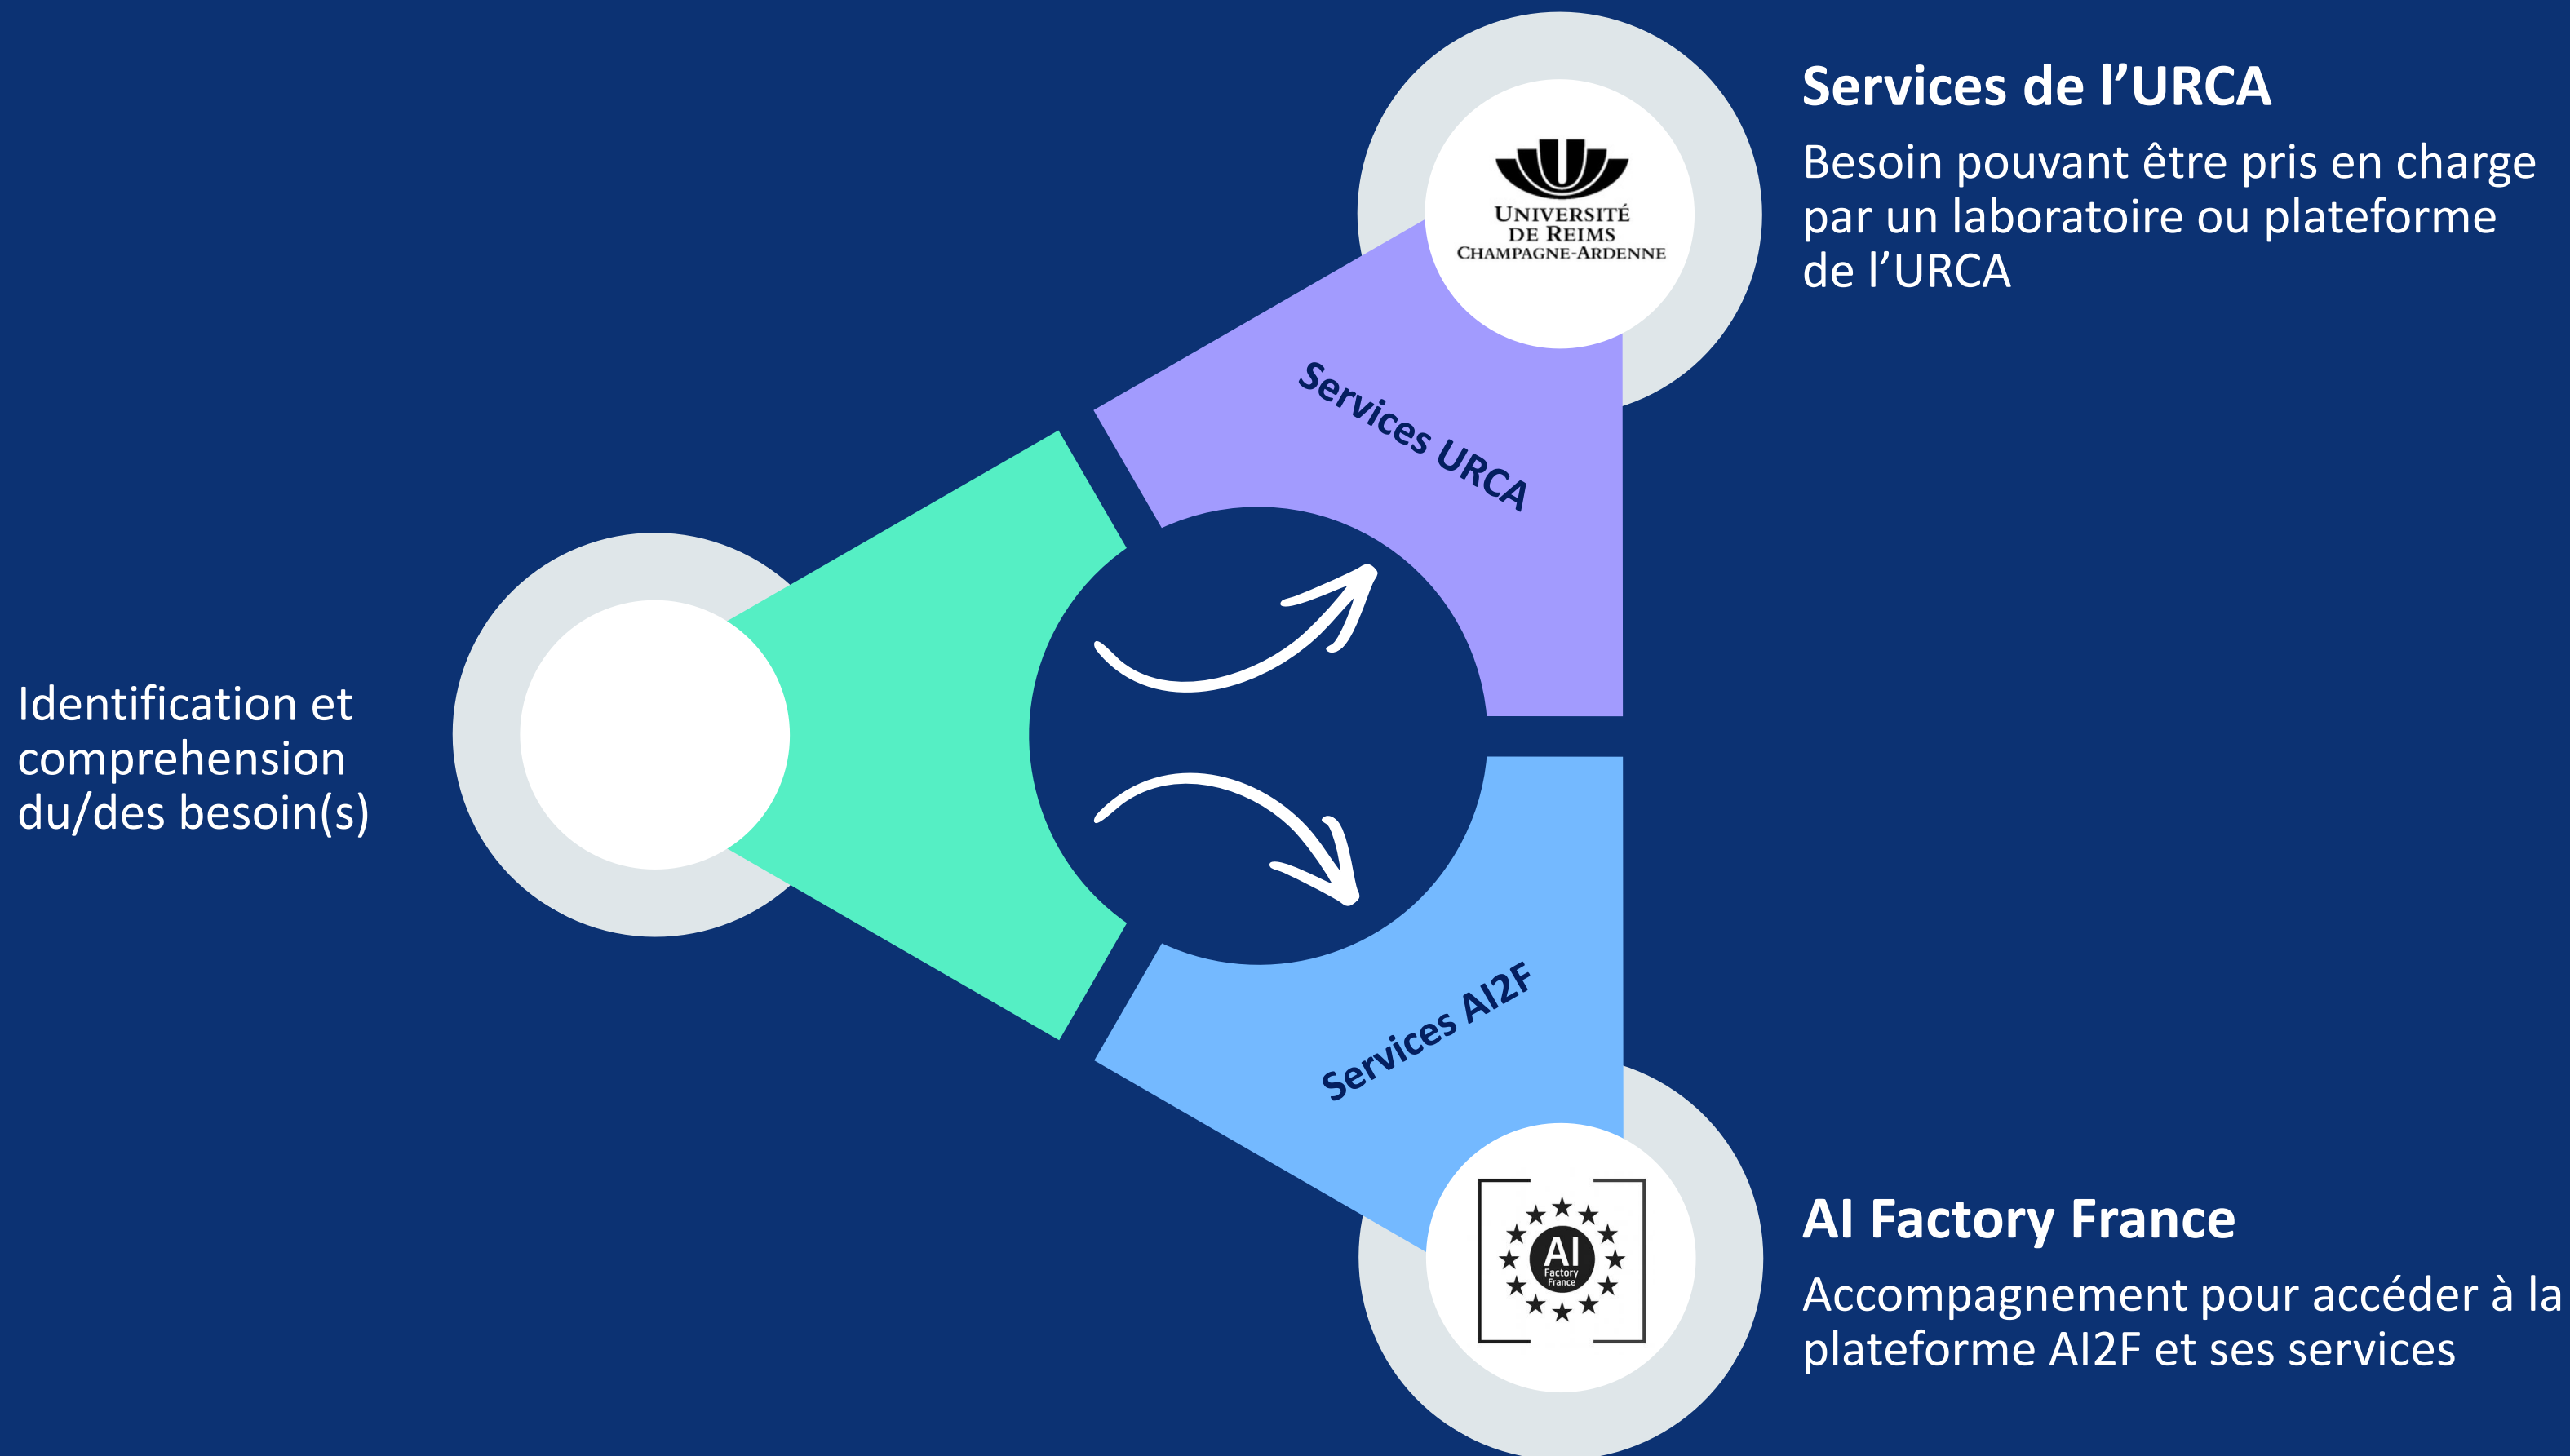 Services de l’URCA
Besoin pouvant être pris en charge
par un laboratoire ou plateforme
de l’URCA
UNIVERSITÉ
DE REIMS
CHAMPAGNE-ARDENNE
Services URCA
Identification et
comprehension
du/des besoin(s)
Services AI2F
AI
Factory
France
AI Factory France
Accompagnement pour accéder à la
plateforme AI2F et ses services